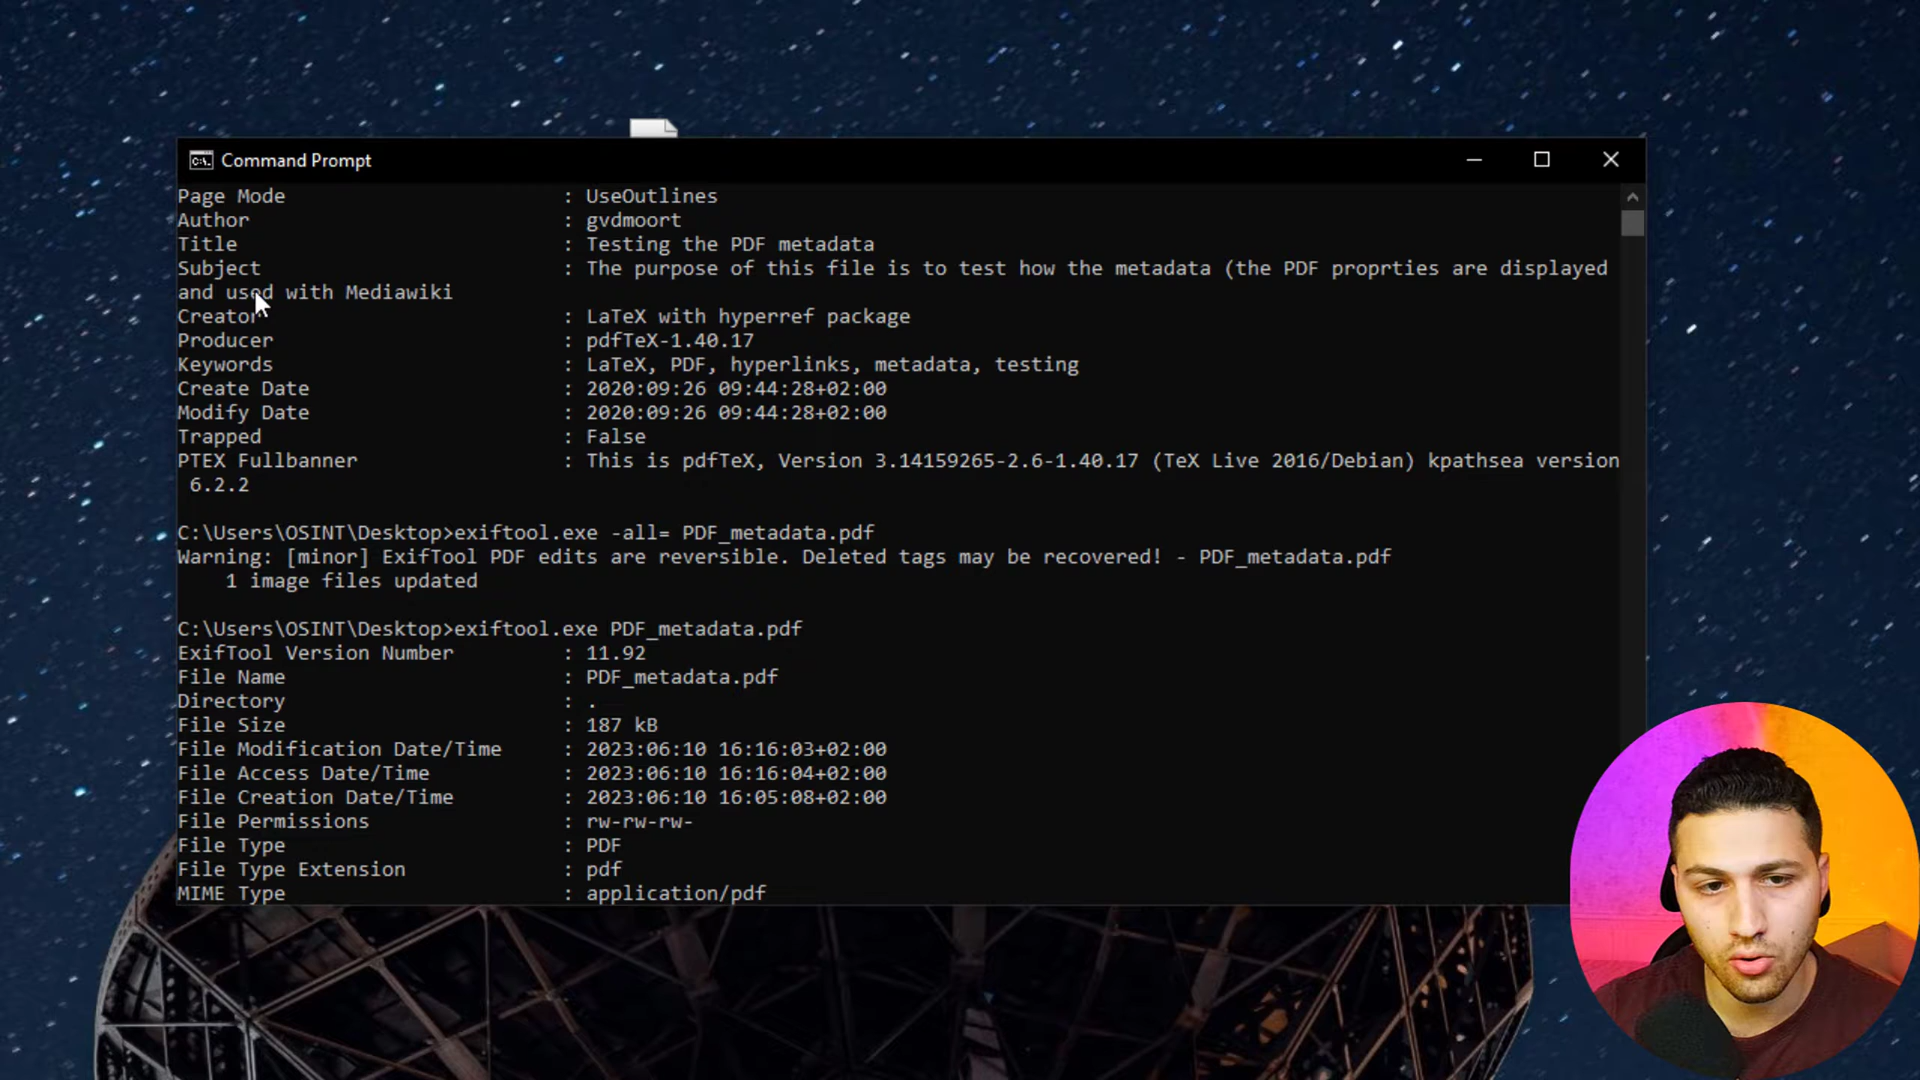 Command Prompt
Page Mode : UseOutlines
Author : gvdmoort
Title : Testing the PDF metadata
Subject : The purpose of this file is to test how the metadata (the PDF proprties are displayed
and used with Mediawiki
Creator : LaTeX with hyperref package
Producer : pdfTeX-1.40.17
Keywords : LaTeX, PDF, hyperlinks, metadata, testing
Create Date : 2020:09:26 09:44:28+02:00
Modify Date : 2020:09:26 09:44:28+02:00
Trapped : False
PTEX Fullbanner : This is pdfTeX, Version 3.14159265-2.6-1.40.17 (TeX Live 2016/Debian) kpathsea version
6.2.2
C:\Users\OSINT\Desktop>exiftool.exe -all= PDF_metadata.pdf
Warning: [minor] ExifTool PDF edits are reversible. Deleted tags may be recovered! - PDF_metadata.pdf
1 image files updated
C:\Users\OSINT\Desktop>exiftool.exe PDF_metadata.pdf
ExifTool Version Number : 11.92
File Name : PDF_metadata.pdf
Directory : .
File Size : 187 kB
File Modification Date/Time : 2023:06:10 16:16:03+02:00
File Access Date/Time : 2023:06:10 16:16:04+02:00
File Creation Date/Time : 2023:06:10 16:05:08+02:00
File Permissions : rw-rw-rw-
File Type : PDF
File Type Extension : pdf
MIME Type : application/pdf